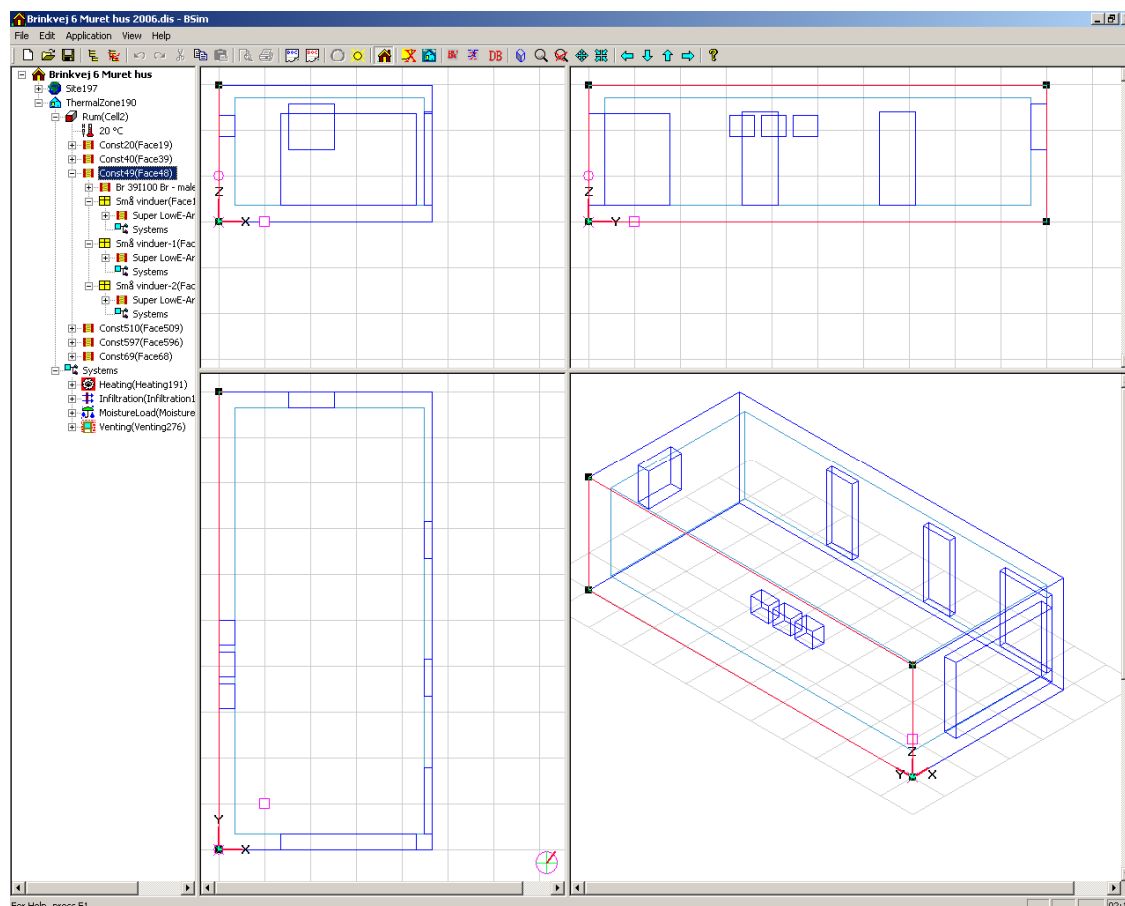 Brinkvej 6 Muret hus 2006.dis - BSim
File Edit Application View Help
DOC DOC BV DB ?
Brinkvej 6 Muret hus
Site197
ThermalZone190
Rum(Cell2)
20 °C
Const20(Face19)
Const40(Face39)
Const49(Face48)
Br 39I100 Br - male
Små vinduer(Face1
Super LowE-Ar
Systems
Små vinduer-1(Fac
Super LowE-Ar
Systems
Små vinduer-2(Fac
Super LowE-Ar
Systems
Const510(Face509)
Const597(Face596)
Const69(Face68)
Systems
Heating(Heating191)
Infiltration(Infiltration1
MoistureLoad(Moisture
Venting(Venting276)
Z
X
Z
Y
Y
X
Z
Y X
For Help, press F1